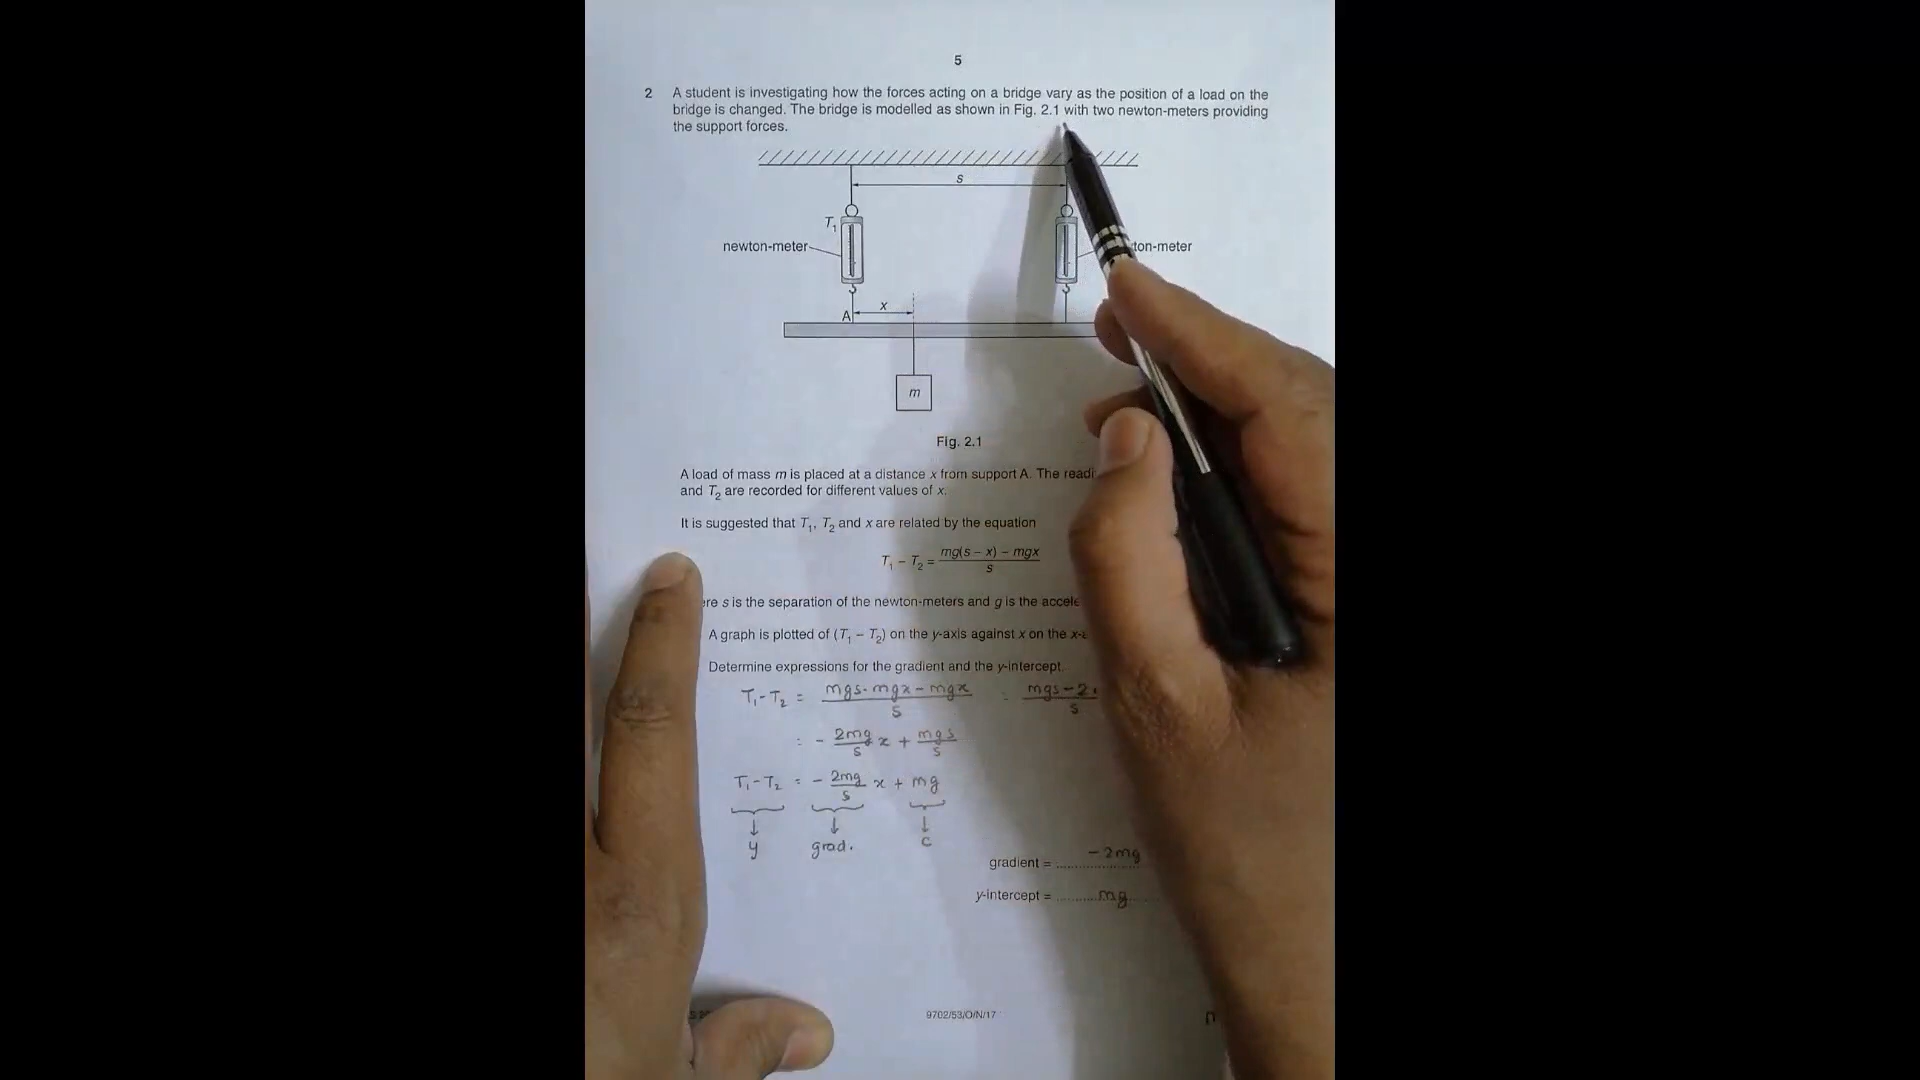 5
2 A student is investigating how the forces acting on a bridge vary as the position of a load on the
bridge is changed. The bridge is modelled as shown in Fig. 2.1 with two newton-meters providing
the support forces.
s
T₁
newton-meter
ton-meter
x
A
m
Fig. 2.1
A load of mass m is placed at a distance x from support A. The readi
and T₂ are recorded for different values of x.
It is suggested that T₁, T₂ and x are related by the equation
T₁ − T₂ = mg(s − x) − mgx / s
ere s is the separation of the newton-meters and g is the accele
A graph is plotted of (T₁ − T₂) on the y-axis against x on the x-a
Determine expressions for the gradient and the y-intercept.
T₁-T₂ = mgs-mgx-mgx / s = mgs-2 / s
= - 2mg/s x + mgs/s
T₁-T₂ = - 2mg/s x + mg
y grad. c
gradient = -2mg
y-intercept = mg
9702/53/O/N/17